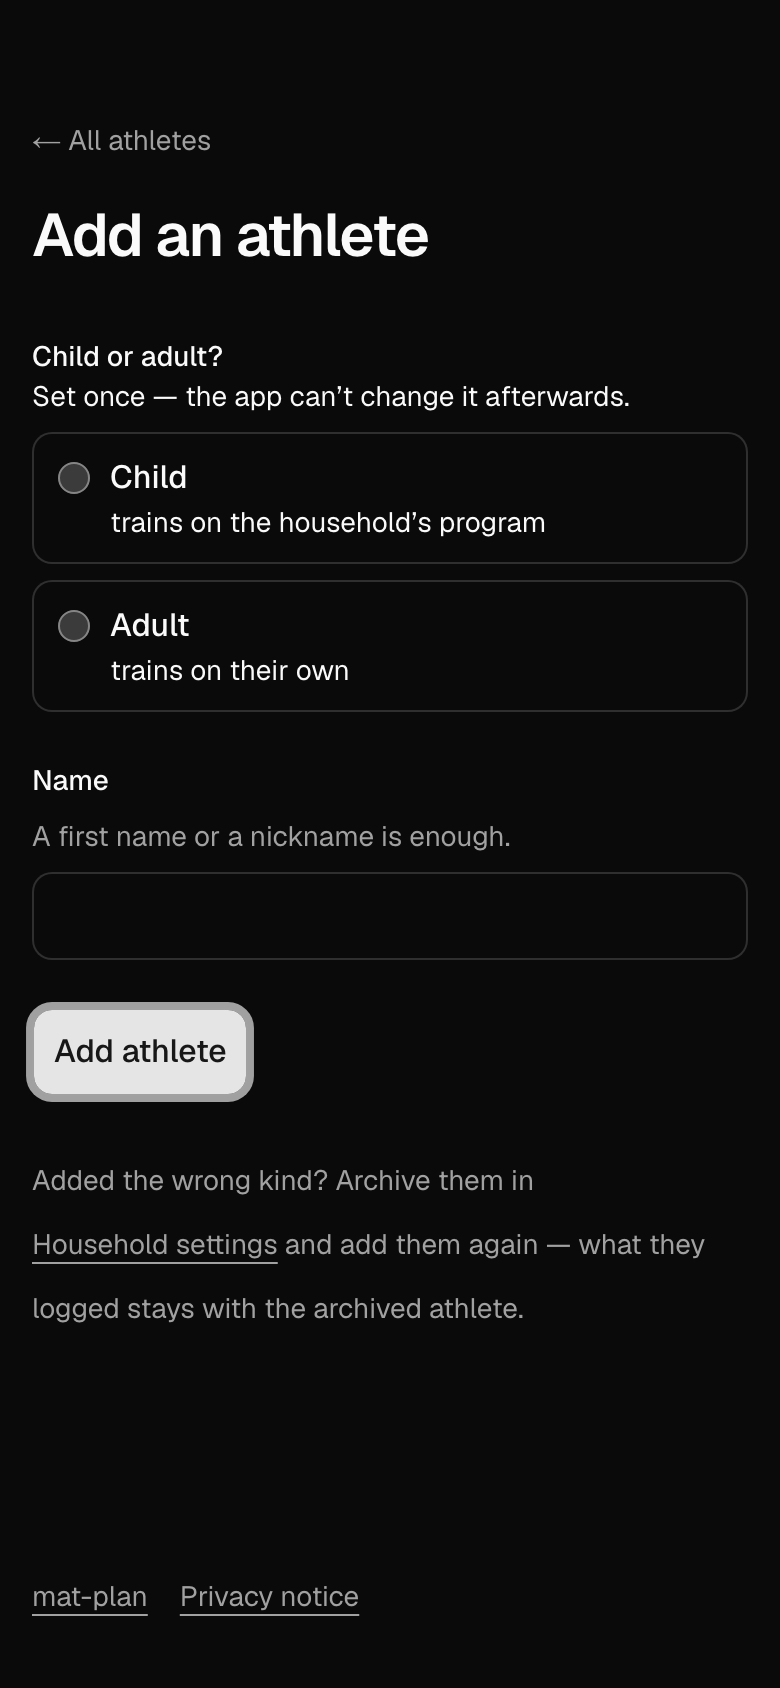 ← All athletes
Add an athlete
Child or adult?
Set once — the app can’t change it afterwards.
Child
trains on the household’s program
Adult
trains on their own
Name
A first name or a nickname is enough.
Add athlete
Added the wrong kind? Archive them in
Household settings and add them again — what they
logged stays with the archived athlete.
mat-plan Privacy notice